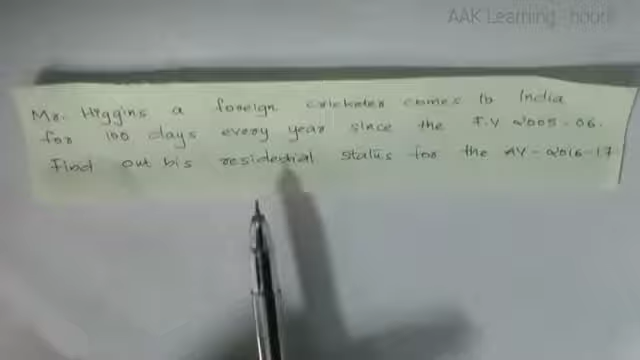 AAK Learning
Mr. Higgins a foreign cricketer comes to India
for 100 days every year since the F.Y 2005-06.
Find out his residential status for the AY-2016-17